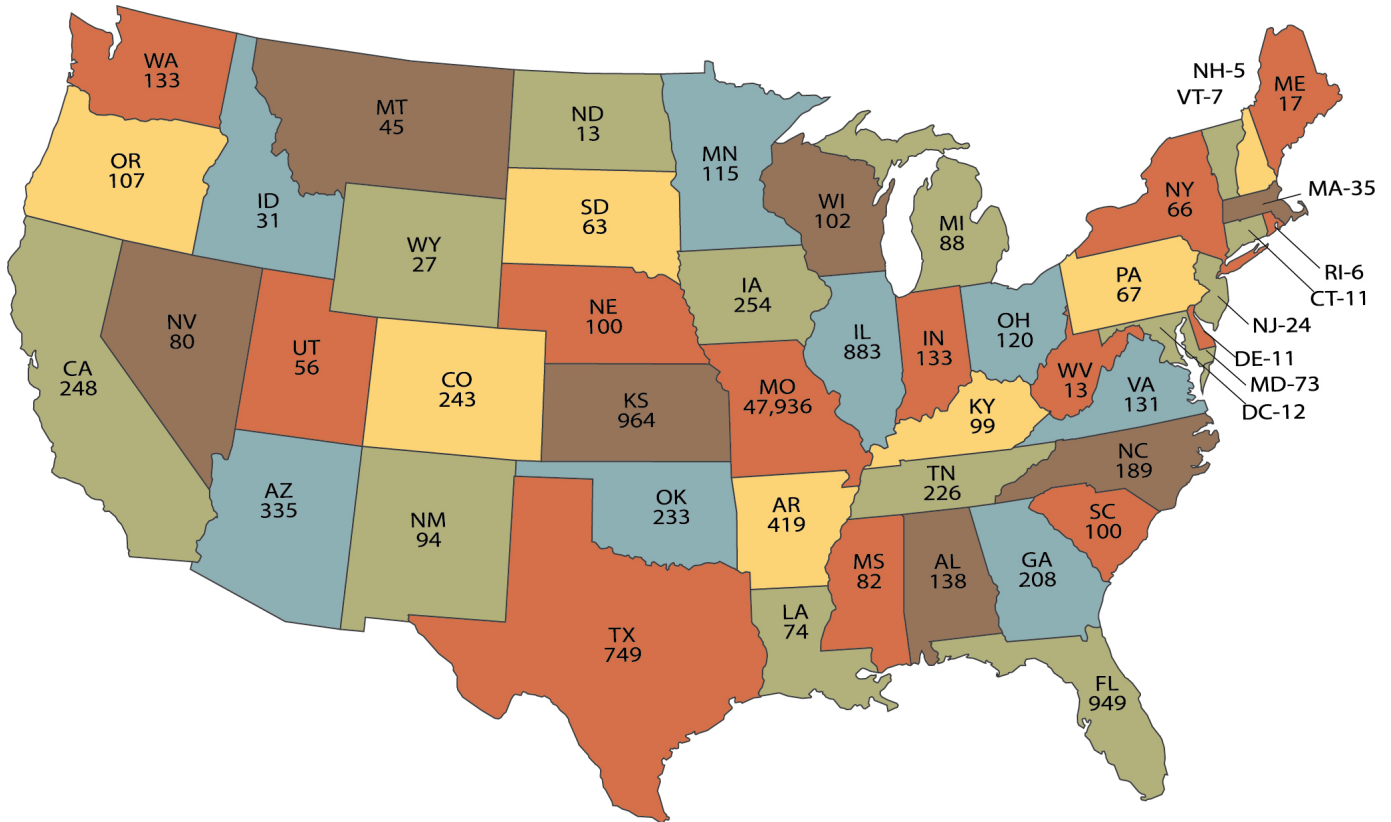 NH-5
VT-7
ME
17
WA
133
MT
45
ND
13
MN
115
OR
107
ID
31
WY
27
SD
63
WI
102
MI
88
NY
66
MA-35
RI-6
CT-11
NJ-24
DE-11
MD-73
DC-12
PA
67
NV
80
UT
56
CO
243
NE
100
IA
254
IL
883
IN
133
OH
120
WV
13
VA
131
CA
248
KS
964
MO
47,936
KY
99
NC
189
TN
226
SC
100
AZ
335
NM
94
OK
233
AR
419
MS
82
AL
138
GA
208
TX
749
LA
74
FL
949